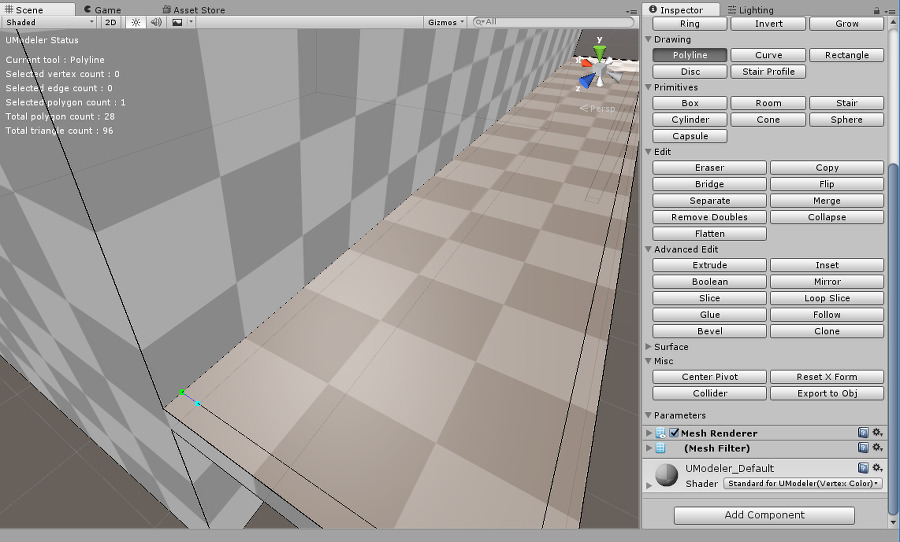 Scene Game Asset Store
Shaded 2D Gizmos All
UModeler Status
Current tool : Polyline
Selected vertex count : 0
Selected edge count : 0
Selected polygon count : 1
Total polygon count : 28
Total triangle count : 96
y
x
z
Persp
Inspector Lighting
Ring Invert Grow
Drawing
Polyline Curve Rectangle
Disc Stair Profile
Primitives
Box Room Stair
Cylinder Cone Sphere
Capsule
Edit
Eraser Copy
Bridge Flip
Separate Merge
Remove Doubles Collapse
Flatten
Advanced Edit
Extrude Inset
Boolean Mirror
Slice Loop Slice
Glue Follow
Bevel Clone
Surface
Misc
Center Pivot Reset X Form
Collider Export to Obj
Parameters
Mesh Renderer
(Mesh Filter)
UModeler_Default
Shader Standard for UModeler(Vertex Color)
Add Component